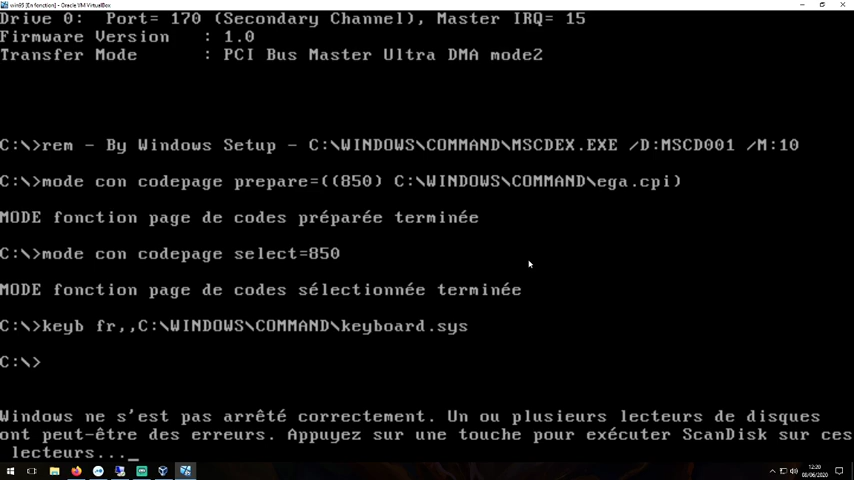 win95 [En fonction] - Oracle VM VirtualBox
Drive 0:  Port= 170 (Secondary Channel), Master IRQ= 15
Firmware Version   : 1.0
Transfer Mode      : PCI Bus Master Ultra DMA mode2
C:\>rem - By Windows Setup - C:\WINDOWS\COMMAND\MSCDEX.EXE /D:MSCD001 /M:10
C:\>mode con codepage prepare=((850) C:\WINDOWS\COMMAND\ega.cpi)
MODE fonction page de codes préparée terminée
C:\>mode con codepage select=850
MODE fonction page de codes sélectionnée terminée
C:\>keyb fr,,C:\WINDOWS\COMMAND\keyboard.sys
C:\>
Windows ne s'est pas arrêté correctement. Un ou plusieurs lecteurs de disques
ont peut-être des erreurs. Appuyez sur une touche pour exécuter ScanDisk sur ces
lecteurs..._
12:20
08/06/2020